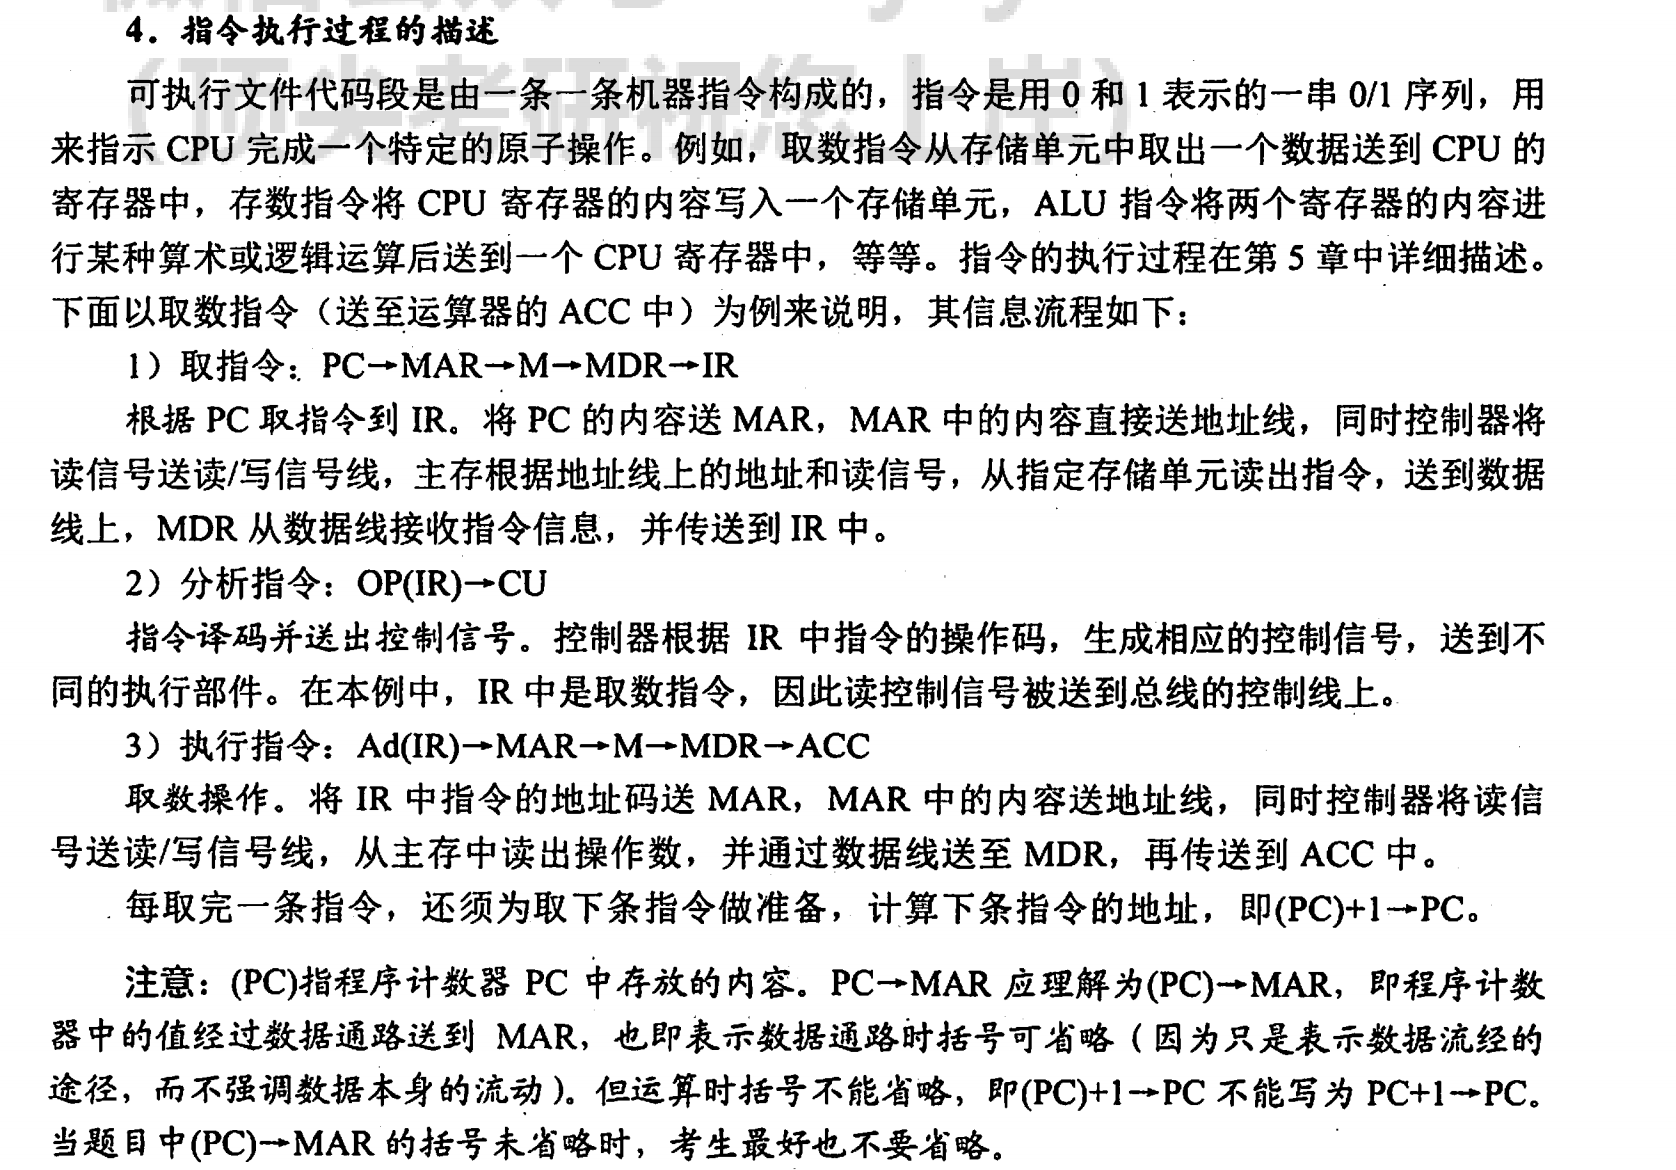 4. 指令执行过程的描述
可执行文件代码段是由一条一条机器指令构成的，指令是用 0 和 1 表示的一串 0/1 序列，用
来指示 CPU 完成一个特定的原子操作。例如，取数指令从存储单元中取出一个数据送到 CPU 的
寄存器中，存数指令将 CPU 寄存器的内容写入一个存储单元，ALU 指令将两个寄存器的内容进
行某种算术或逻辑运算后送到一个 CPU 寄存器中，等等。指令的执行过程在第 5 章中详细描述。
下面以取数指令（送至运算器的 ACC 中）为例来说明，其信息流程如下：
1）取指令：PC→MAR→M→MDR→IR
根据 PC 取指令到 IR。将 PC 的内容送 MAR，MAR 中的内容直接送地址线，同时控制器将
读信号送读/写信号线，主存根据地址线上的地址和读信号，从指定存储单元读出指令，送到数据
线上，MDR 从数据线接收指令信息，并传送到 IR 中。
2）分析指令：OP(IR)→CU
指令译码并送出控制信号。控制器根据 IR 中指令的操作码，生成相应的控制信号，送到不
同的执行部件。在本例中，IR 中是取数指令，因此读控制信号被送到总线的控制线上。
3）执行指令：Ad(IR)→MAR→M→MDR→ACC
取数操作。将 IR 中指令的地址码送 MAR，MAR 中的内容送地址线，同时控制器将读信
号送读/写信号线，从主存中读出操作数，并通过数据线送至 MDR，再传送到 ACC 中。
每取完一条指令，还须为取下条指令做准备，计算下条指令的地址，即(PC)+1→PC。
注意：(PC)指程序计数器 PC 中存放的内容。PC→MAR 应理解为(PC)→MAR，即程序计数
器中的值经过数据通路送到 MAR，也即表示数据通路时括号可省略（因为只是表示数据流经的
途径，而不强调数据本身的流动）。但运算时括号不能省略，即(PC)+1→PC 不能写为 PC+1→PC。
当题目中(PC)→MAR 的括号未省略时，考生最好也不要省略。
(顶尖考研祝您上岸)